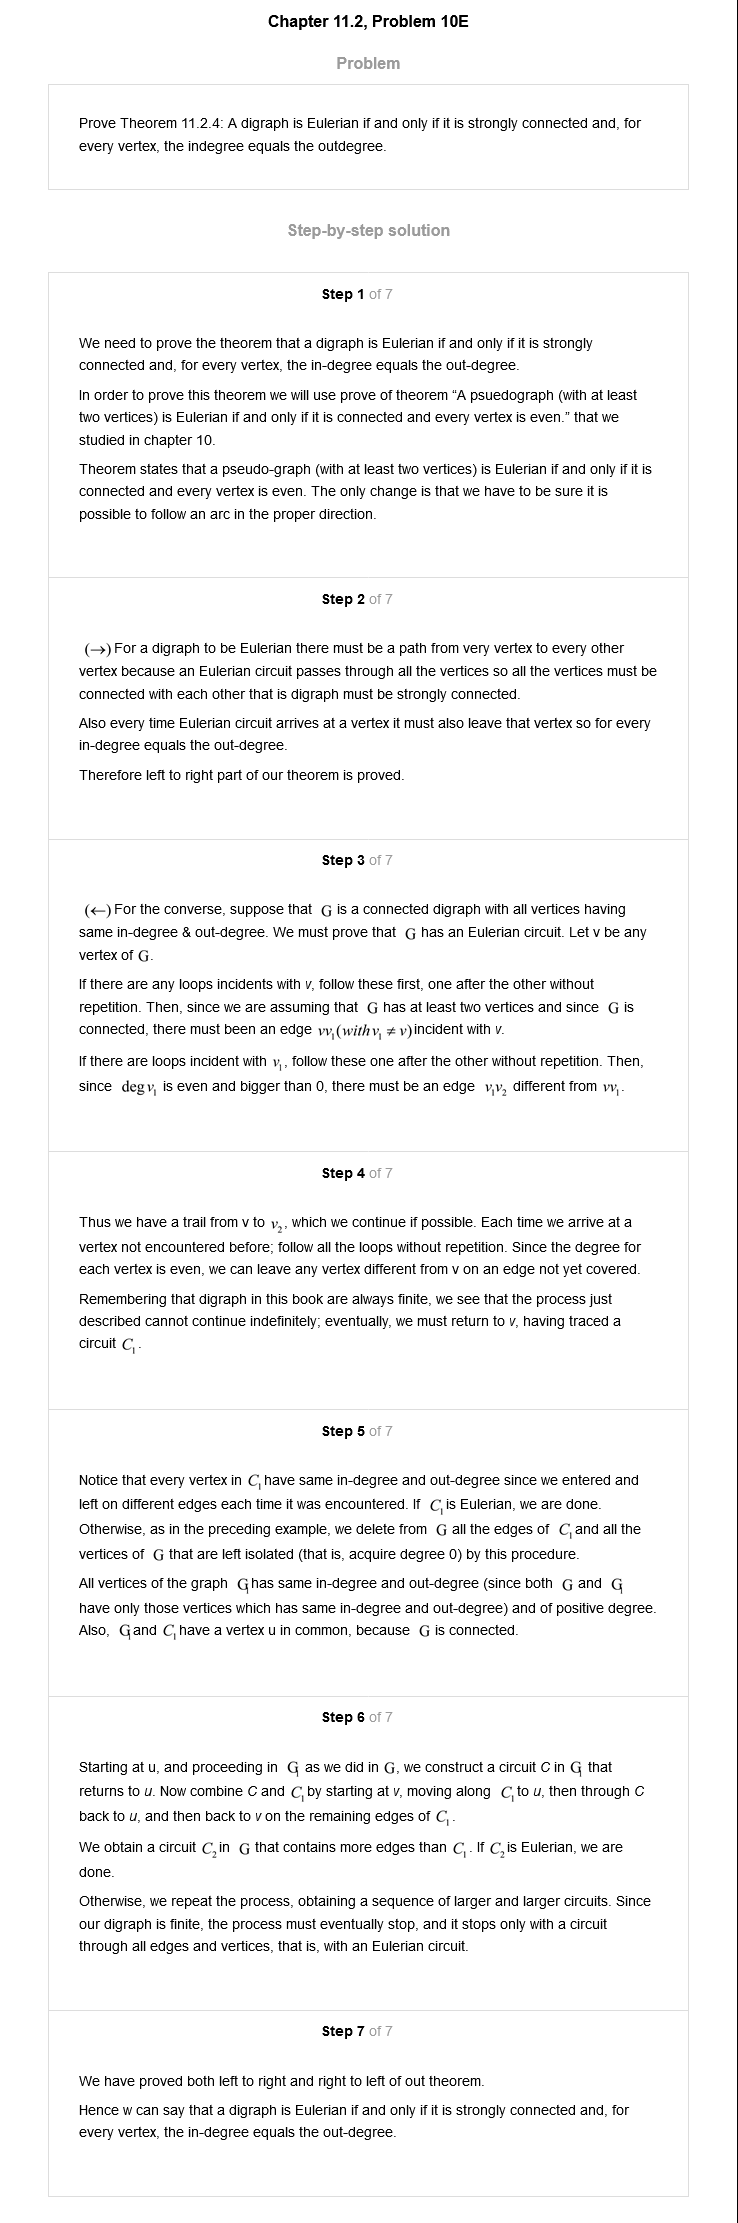 Chapter 11.2, Problem 10E
Problem
Prove Theorem 11.2.4: A digraph is Eulerian if and only if it is strongly connected and, for
every vertex, the indegree equals the outdegree.
Step-by-step solution
Step 1 of 7
We need to prove the theorem that a digraph is Eulerian if and only if it is strongly
connected and, for every vertex, the in-degree equals the out-degree.
In order to prove this theorem we will use prove of theorem “A psuedograph (with at least
two vertices) is Eulerian if and only if it is connected and every vertex is even.” that we
studied in chapter 10.
Theorem states that a pseudo-graph (with at least two vertices) is Eulerian if and only if it is
connected and every vertex is even. The only change is that we have to be sure it is
possible to follow an arc in the proper direction.
Step 2 of 7
(→) For a digraph to be Eulerian there must be a path from very vertex to every other
vertex because an Eulerian circuit passes through all the vertices so all the vertices must be
connected with each other that is digraph must be strongly connected.
Also every time Eulerian circuit arrives at a vertex it must also leave that vertex so for every
in-degree equals the out-degree.
Therefore left to right part of our theorem is proved.
Step 3 of 7
(←) For the converse, suppose that G is a connected digraph with all vertices having
same in-degree & out-degree. We must prove that G has an Eulerian circuit. Let v be any
vertex of G.
If there are any loops incidents with v, follow these first, one after the other without
repetition. Then, since we are assuming that G has at least two vertices and since G is
connected, there must been an edge vv₁(with v₁ ≠ v) incident with v.
If there are loops incident with v₁, follow these one after the other without repetition. Then,
since deg v₁ is even and bigger than 0, there must be an edge v₁v₂ different from vv₁.
Step 4 of 7
Thus we have a trail from v to v₂, which we continue if possible. Each time we arrive at a
vertex not encountered before; follow all the loops without repetition. Since the degree for
each vertex is even, we can leave any vertex different from v on an edge not yet covered.
Remembering that digraph in this book are always finite, we see that the process just
described cannot continue indefinitely; eventually, we must return to v, having traced a
circuit C₁.
Step 5 of 7
Notice that every vertex in C₁ have same in-degree and out-degree since we entered and
left on different edges each time it was encountered. If C₁ is Eulerian, we are done.
Otherwise, as in the preceding example, we delete from G all the edges of C₁ and all the
vertices of G that are left isolated (that is, acquire degree 0) by this procedure.
All vertices of the graph G₁ has same in-degree and out-degree (since both G and G₁
have only those vertices which has same in-degree and out-degree) and of positive degree.
Also, G₁ and C₁ have a vertex u in common, because G is connected.
Step 6 of 7
Starting at u, and proceeding in G₁ as we did in G, we construct a circuit C in G₁ that
returns to u. Now combine C and C₁ by starting at v, moving along C₁ to u, then through C
back to u, and then back to v on the remaining edges of C₁.
We obtain a circuit C₂ in G that contains more edges than C₁. If C₂ is Eulerian, we are
done.
Otherwise, we repeat the process, obtaining a sequence of larger and larger circuits. Since
our digraph is finite, the process must eventually stop, and it stops only with a circuit
through all edges and vertices, that is, with an Eulerian circuit.
Step 7 of 7
We have proved both left to right and right to left of out theorem.
Hence w can say that a digraph is Eulerian if and only if it is strongly connected and, for
every vertex, the in-degree equals the out-degree.